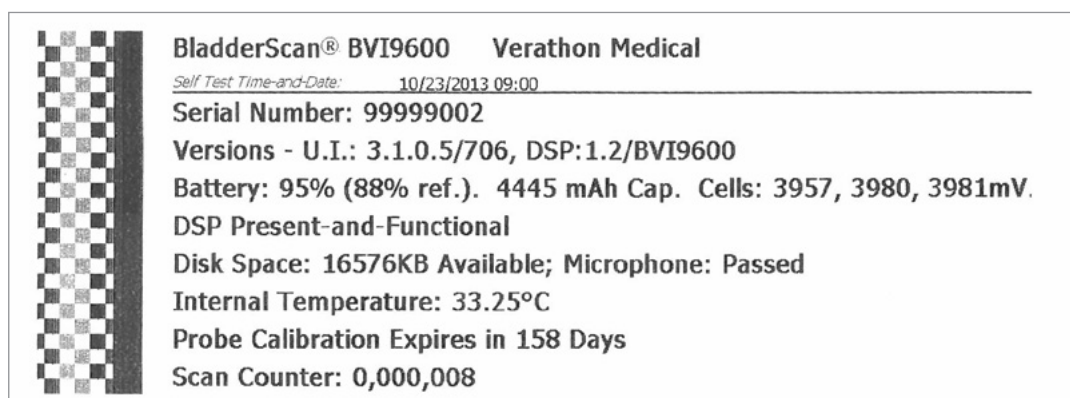 BladderScan® BVI9600 Verathon Medical
Self Test Time-and-Date: 10/23/2013 09:00
Serial Number: 99999002
Versions - U.I.: 3.1.0.5/706, DSP:1.2/BVI9600
Battery: 95% (88% ref.). 4445 mAh Cap. Cells: 3957, 3980, 3981mV.
DSP Present-and-Functional
Disk Space: 16576KB Available; Microphone: Passed
Internal Temperature: 33.25°C
Probe Calibration Expires in 158 Days
Scan Counter: 0,000,008